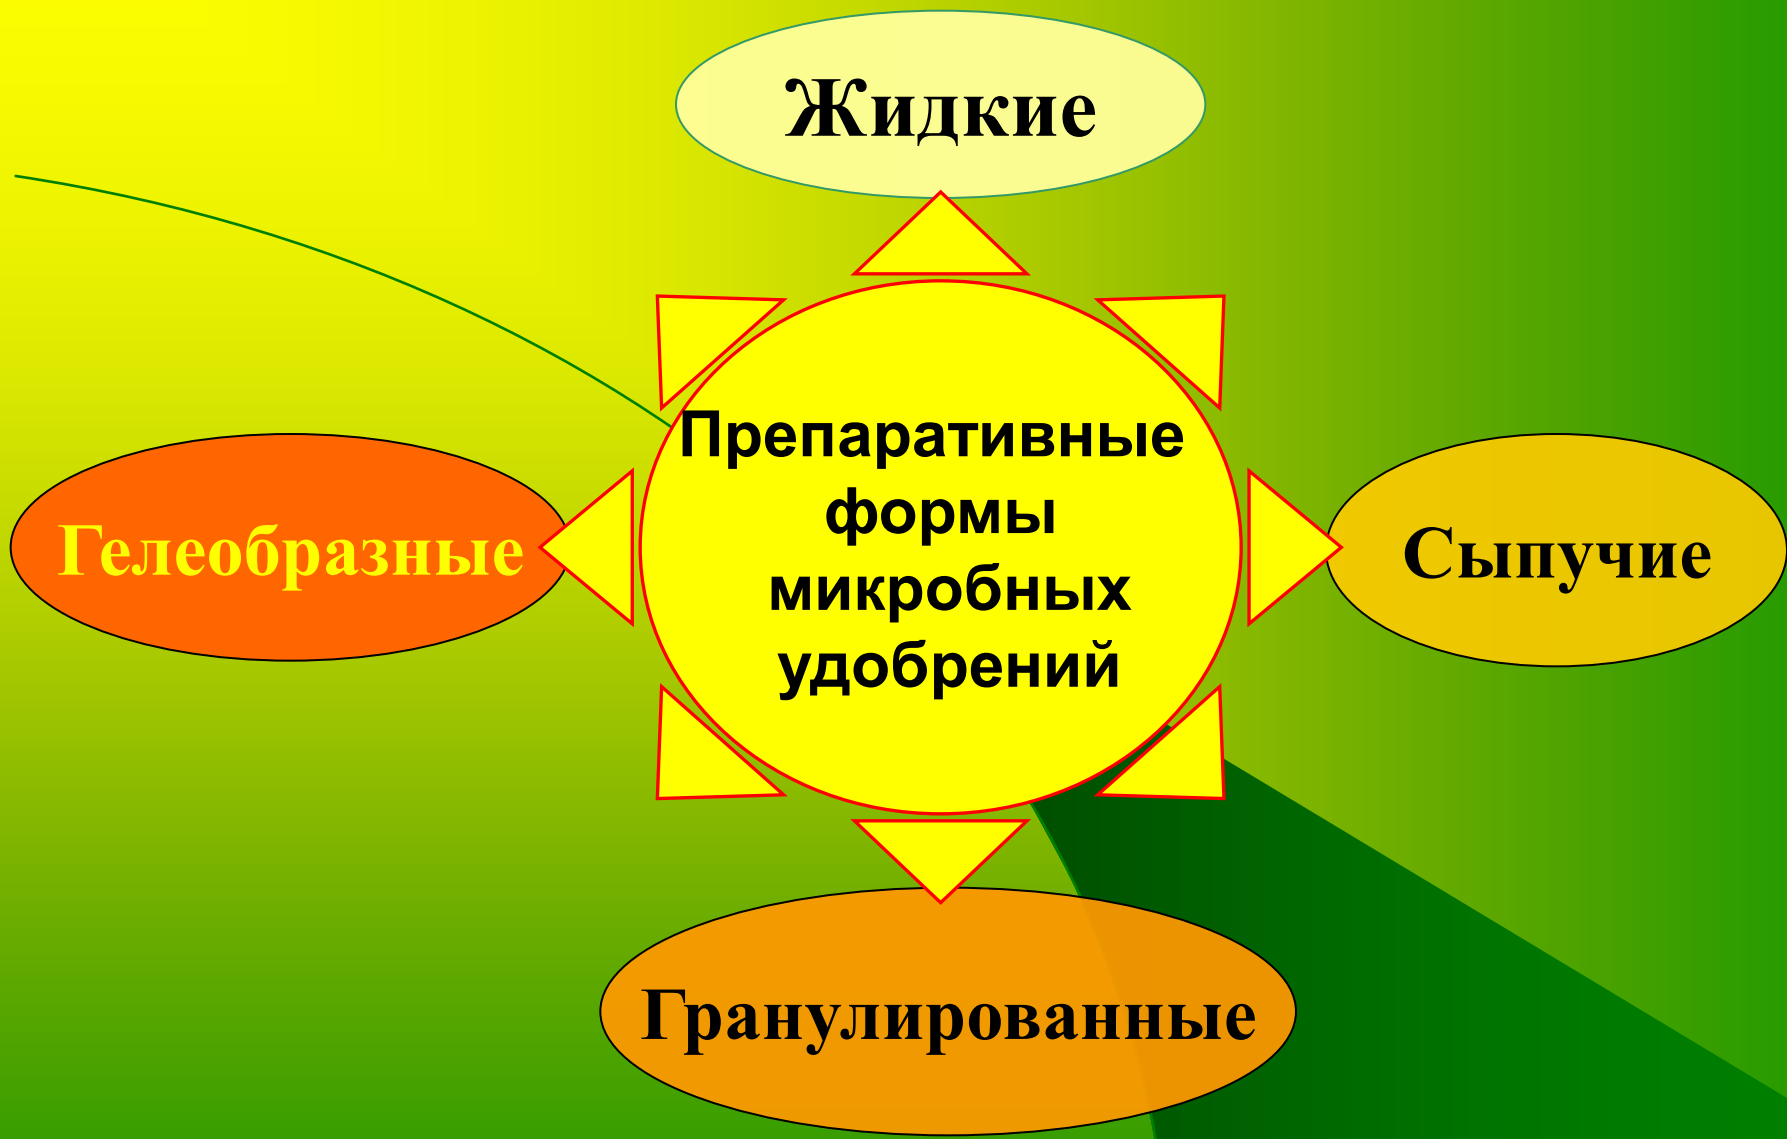 Жидкие
Препаративные
формы
микробных
удобрений
Гелеобразные
Сыпучие
Гранулированные